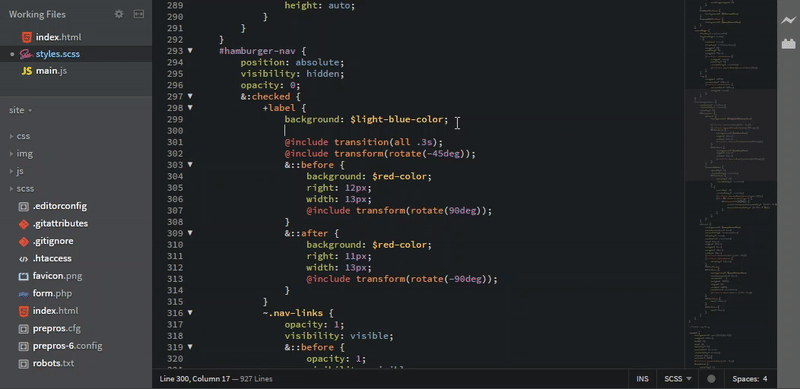 Working Files
index.html
styles.scss
main.js
site
css
img
js
scss
.editorconfig
.gitattributes
.gitignore
.htaccess
favicon.png
form.php
index.html
prepros.cfg
prepros-6.config
robots.txt
289 height: auto;
290 }
291 }
292 }
293 #hamburger-nav {
294 position: absolute;
295 visibility: hidden;
296 opacity: 0;
297 &:checked {
298 +label {
299 background: $light-blue-color;
300
301 @include transition(all .3s);
302 @include transform(rotate(-45deg));
303 &::before {
304 background: $red-color;
305 right: 12px;
306 width: 13px;
307 @include transform(rotate(90deg));
308 }
309 &::after {
310 background: $red-color;
311 right: 11px;
312 width: 13px;
313 @include transform(rotate(-90deg));
314 }
315 }
316 ~.nav-links {
317 opacity: 1;
318 visibility: visible;
319 &::before {
320 opacity: 1;
Line 300, Column 17 — 927 Lines
INS
SCSS
Spaces: 4